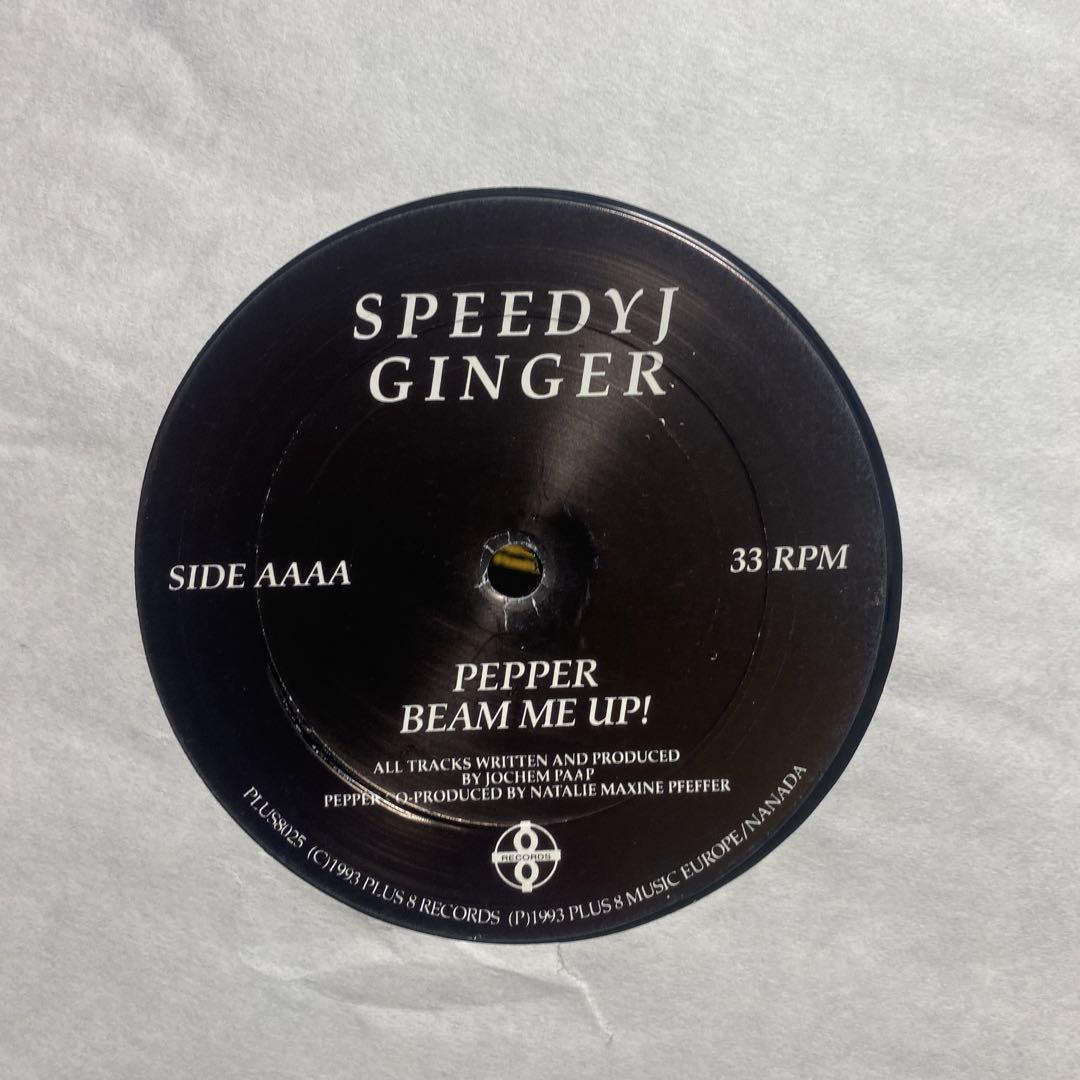 SPEEDY J
GINGER
SIDE AAAA
33 RPM
PEPPER
BEAM ME UP!
ALL TRACKS WRITTEN AND PRODUCED
BY JOCHEM PAAP
PEPPER CO-PRODUCED BY NATALIE MAXINE PFEFFER
8
RECORDS
PLUS8025 (C)1993 PLUS 8 RECORDS (P)1993 PLUS 8 MUSIC EUROPE/NANADA